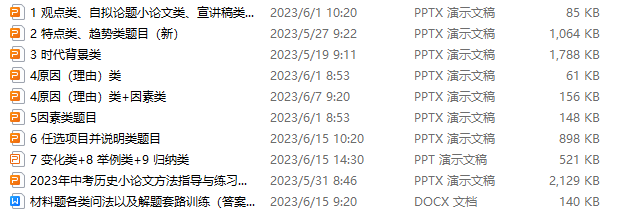 1 观点类、自拟论题小论文类、宣讲稿类... 2023/6/1 10:20 PPTX 演示文稿 85 KB
2 特点类、趋势类题目（新） 2023/5/27 9:22 PPTX 演示文稿 1,064 KB
3 时代背景类 2023/5/19 9:11 PPTX 演示文稿 1,788 KB
4原因（理由）类 2023/6/1 8:53 PPTX 演示文稿 61 KB
4原因（理由）类+因素类 2023/6/7 9:20 PPTX 演示文稿 156 KB
5因素类题目 2023/6/1 8:53 PPTX 演示文稿 148 KB
6 任选项目并说明类题目 2023/6/15 10:20 PPTX 演示文稿 898 KB
7 变化类+8 举例类+9 归纳类 2023/6/15 14:30 PPT 演示文稿 521 KB
2023年中考历史小论文方法指导与练习... 2023/5/31 8:46 PPTX 演示文稿 2,129 KB
材料题各类问法以及解题套路训练（答案... 2023/6/15 9:20 DOCX 文档 140 KB